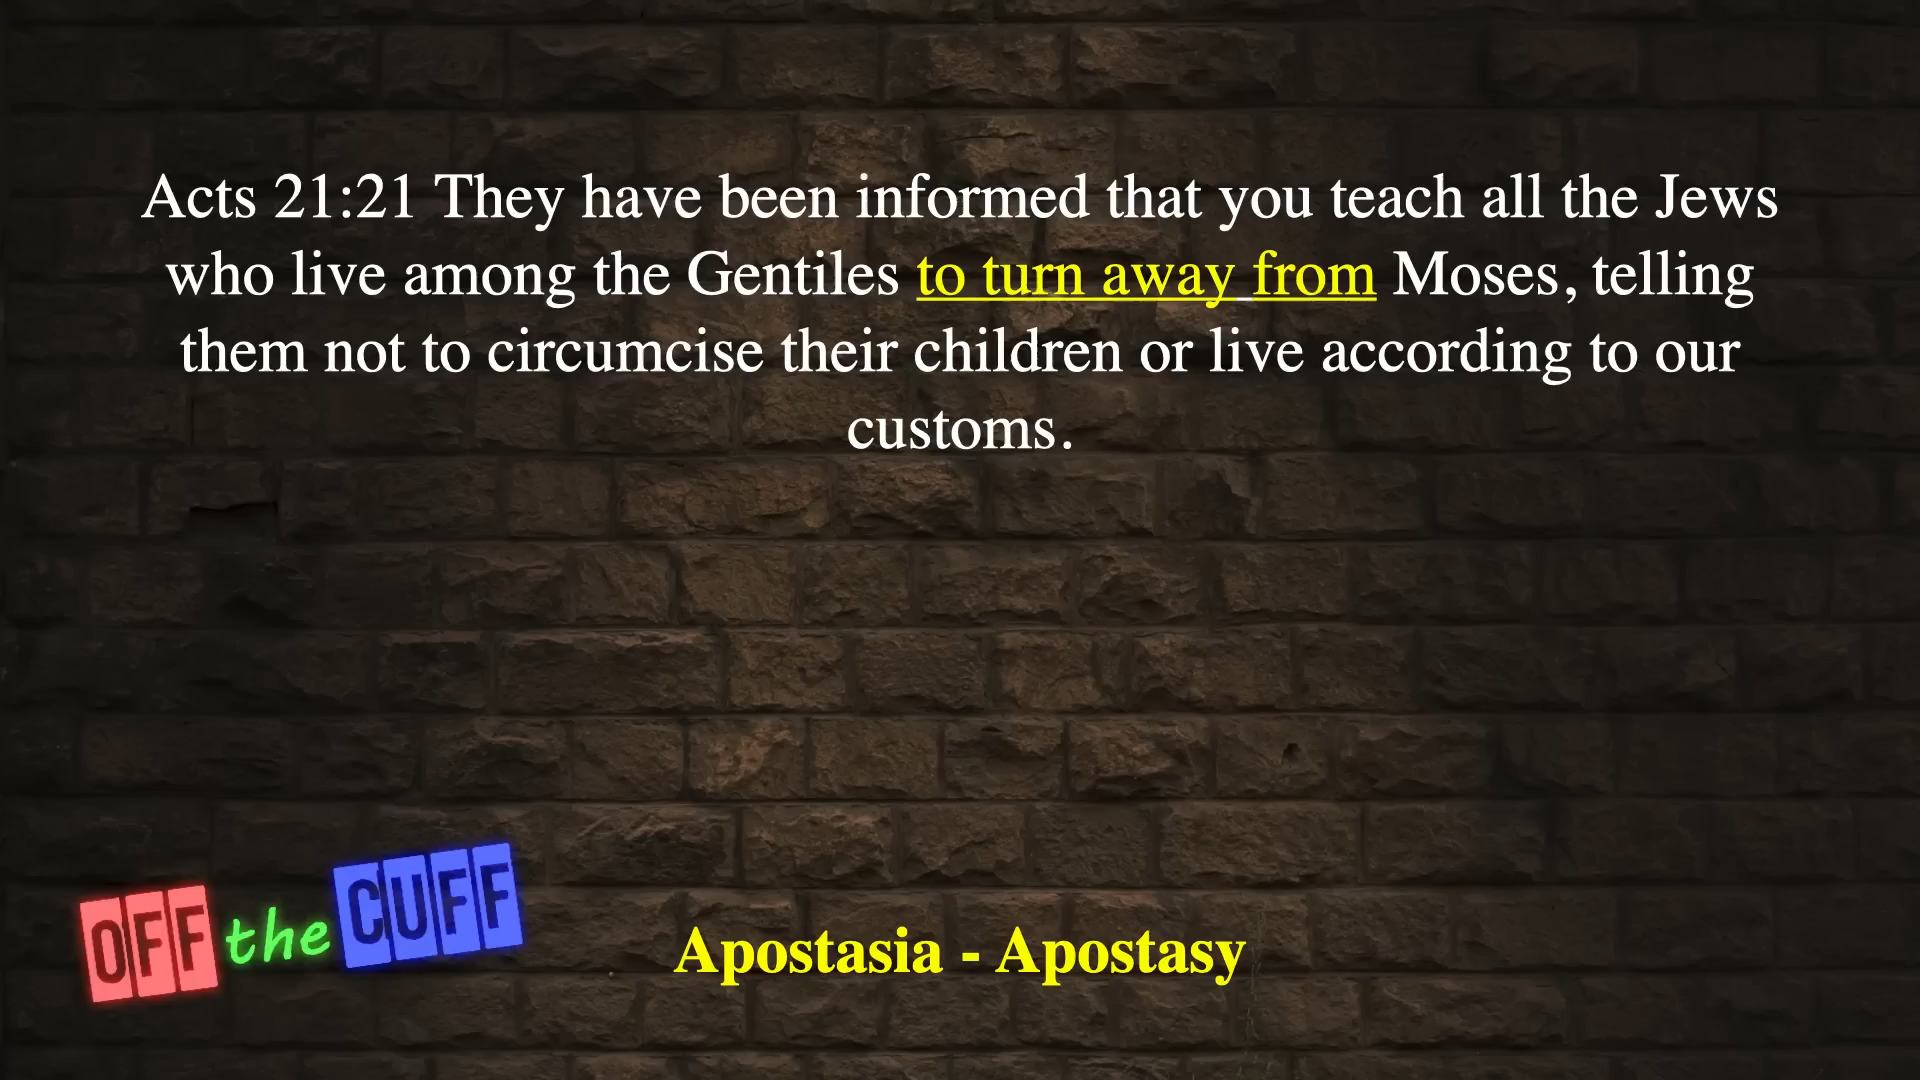 Acts 21:21 They have been informed that you teach all the Jews
who live among the Gentiles to turn away from Moses, telling
them not to circumcise their children or live according to our
customs.
OFF the CUFF
Apostasia - Apostasy